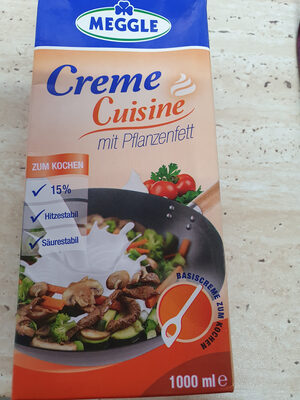 MEGGLE
Creme
Cuisine
mit Pflanzenfett
ZUM KOCHEN
✓ 15%
✓ Hitzestabil
✓ Säurestabil
BASISCREME ZUM KOCHEN
1000 ml e